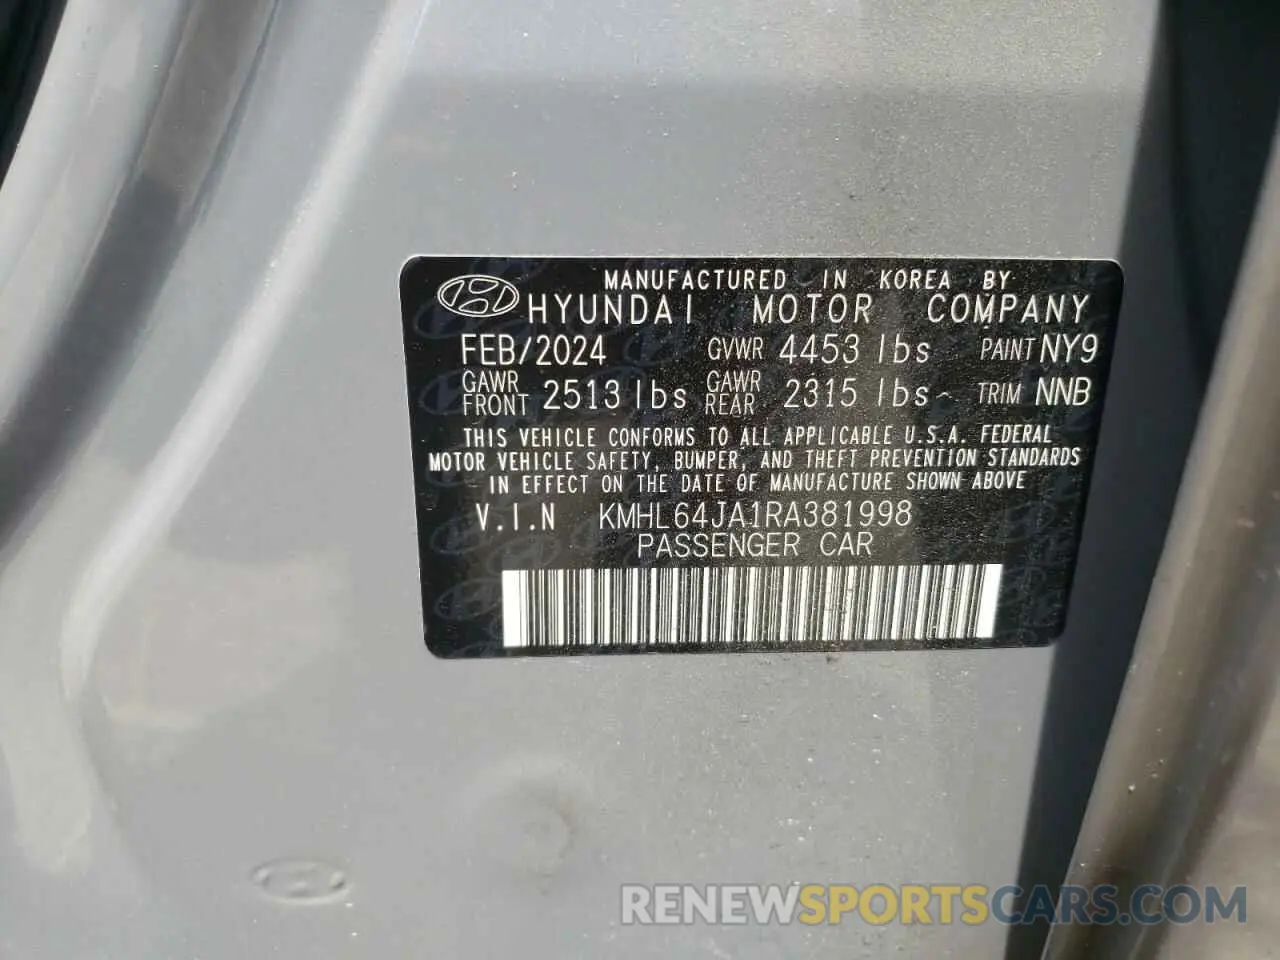 MANUFACTURED IN KOREA BY
HYUNDAI MOTOR COMPANY
FEB/2024 GVWR 4453 lbs PAINT NY9
GAWR FRONT 2513 lbs GAWR REAR 2315 lbs TRIM NNB
THIS VEHICLE CONFORMS TO ALL APPLICABLE U.S.A. FEDERAL
MOTOR VEHICLE SAFETY, BUMPER, AND THEFT PREVENTION STANDARDS
IN EFFECT ON THE DATE OF MANUFACTURE SHOWN ABOVE
V.I.N KMHL64JA1RA381998
PASSENGER CAR
RENEWSPORTSCARS.COM